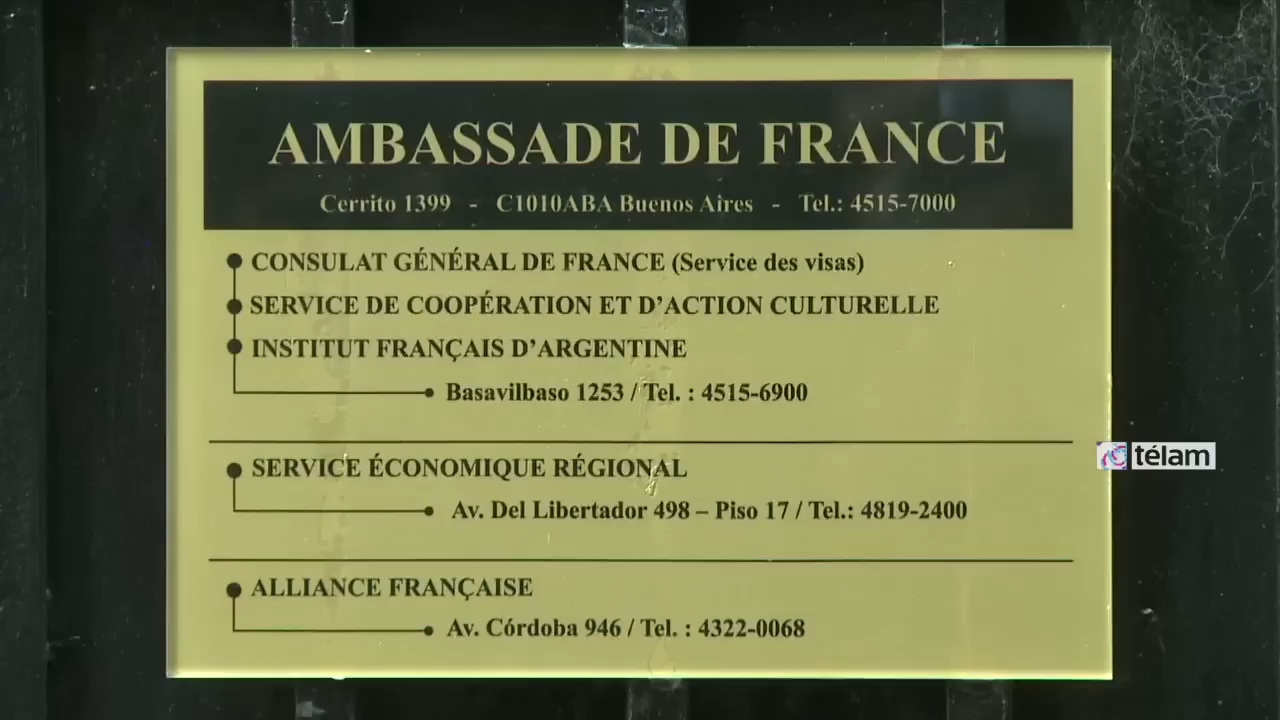 AMBASSADE DE FRANCE
Cerrito 1399 - C1010ABA Buenos Aires - Tel.: 4515-7000
CONSULAT GÉNÉRAL DE FRANCE (Service des visas)
SERVICE DE COOPÉRATION ET D’ACTION CULTURELLE
INSTITUT FRANÇAIS D’ARGENTINE
Basavilbaso 1253 / Tel. : 4515-6900
SERVICE ÉCONOMIQUE RÉGIONAL
Av. Del Libertador 498 – Piso 17 / Tel.: 4819-2400
ALLIANCE FRANÇAISE
Av. Córdoba 946 / Tel. : 4322-0068
télam